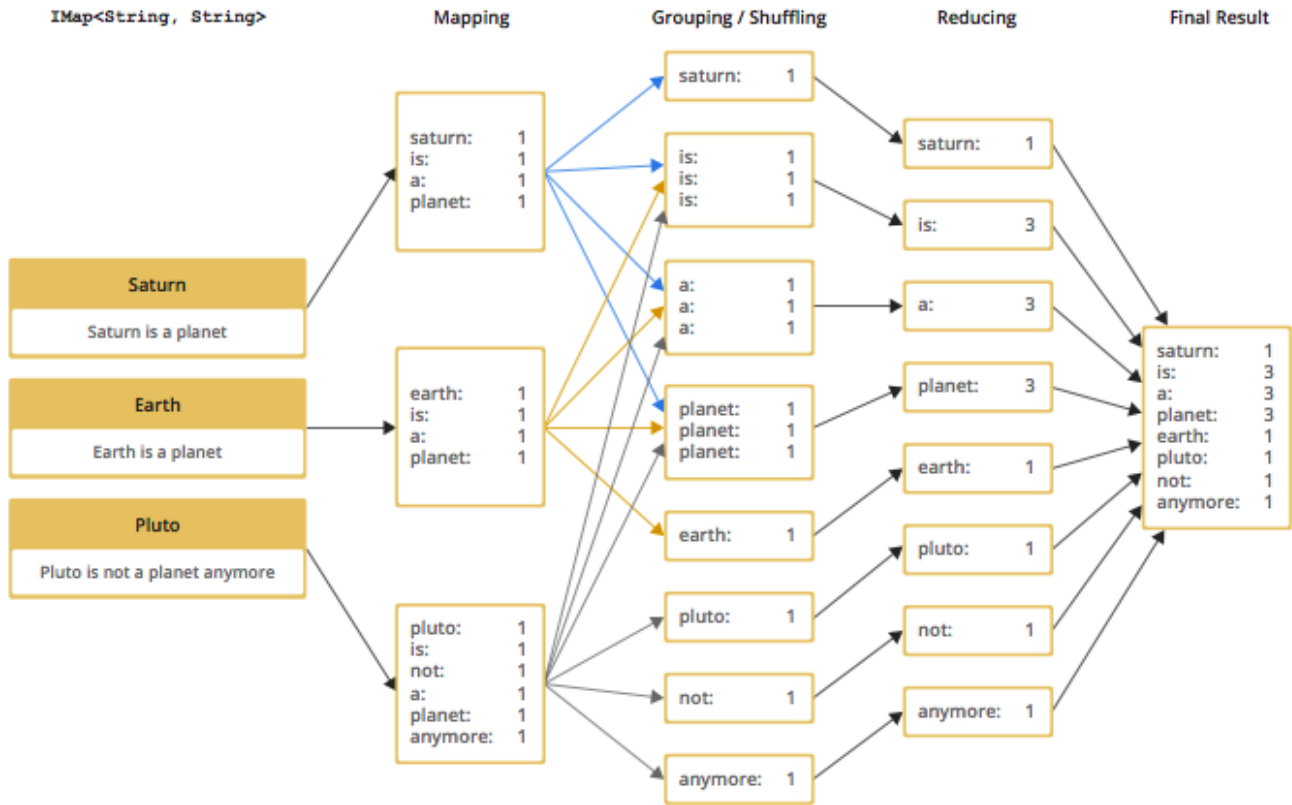 IMap<String, String>
Mapping
Grouping / Shuffling
Reducing
Final Result
Saturn
Saturn is a planet
Earth
Earth is a planet
Pluto
Pluto is not a planet anymore
saturn: 1
is: 1
a: 1
planet: 1
earth: 1
is: 1
a: 1
planet: 1
pluto: 1
is: 1
not: 1
a: 1
planet: 1
anymore: 1
saturn: 1
is: 1
is: 1
is: 1
a: 1
a: 1
a: 1
planet: 1
planet: 1
planet: 1
earth: 1
pluto: 1
not: 1
anymore: 1
saturn: 1
is: 3
a: 3
planet: 3
earth: 1
pluto: 1
not: 1
anymore: 1
saturn: 1
is: 3
a: 3
planet: 3
earth: 1
pluto: 1
not: 1
anymore: 1